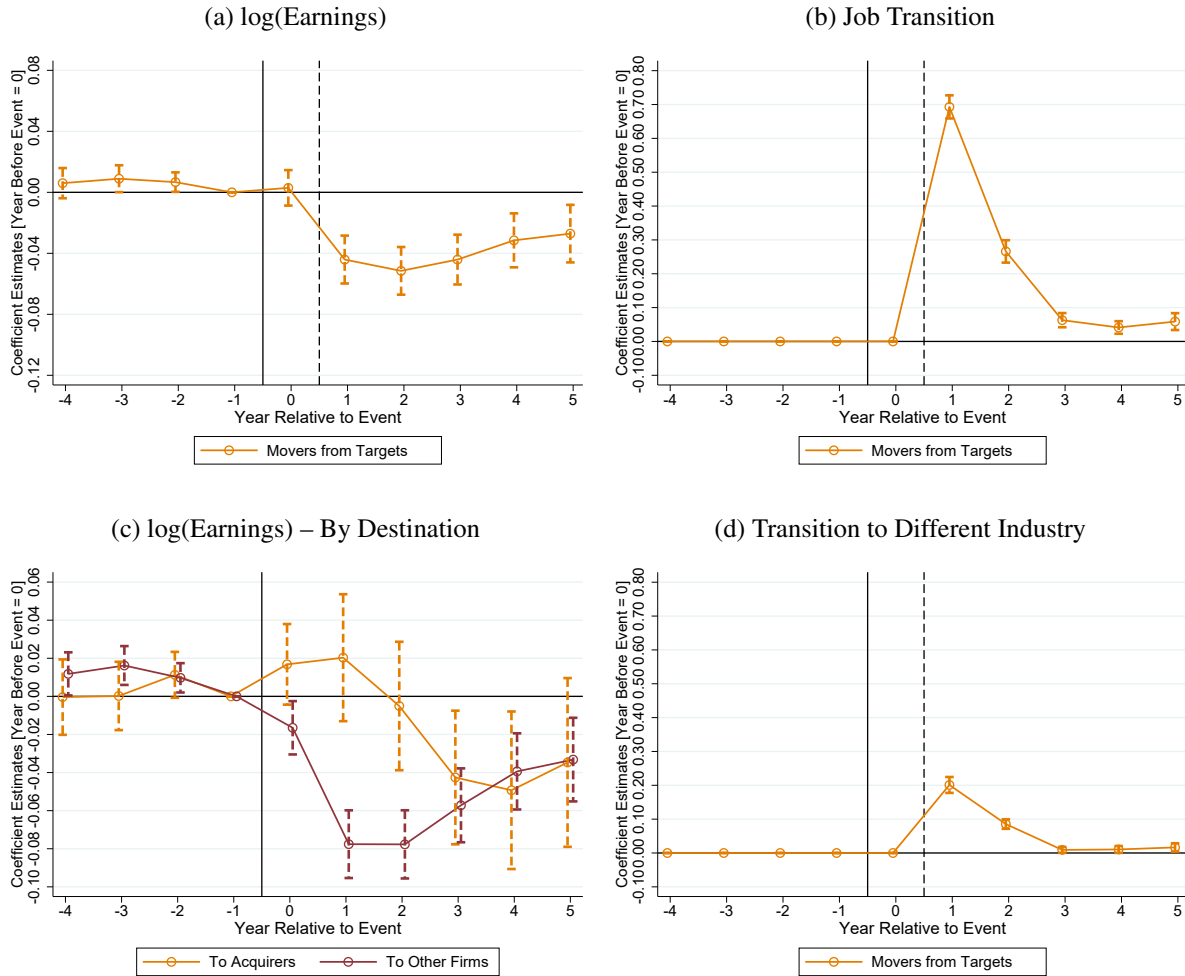 (a) log(Earnings)
Coefficient Estimates [Year Before Event = 0]
-0.12 -0.08 -0.04 0.00 0.04 0.08
-4 -3 -2 -1 0 1 2 3 4 5
Year Relative to Event
Movers from Targets
(b) Job Transition
Coefficient Estimates [Year Before Event = 0]
-0.10 0.00 0.10 0.20 0.30 0.40 0.50 0.60 0.70 0.80
-4 -3 -2 -1 0 1 2 3 4 5
Year Relative to Event
Movers from Targets
(c) log(Earnings) – By Destination
Coefficient Estimates [Year Before Event = 0]
-0.10 -0.08 -0.06 -0.04 -0.02 0.00 0.02 0.04 0.06
-4 -3 -2 -1 0 1 2 3 4 5
Year Relative to Event
To Acquirers To Other Firms
(d) Transition to Different Industry
Coefficient Estimates [Year Before Event = 0]
-0.10 0.00 0.10 0.20 0.30 0.40 0.50 0.60 0.70 0.80
-4 -3 -2 -1 0 1 2 3 4 5
Year Relative to Event
Movers from Targets